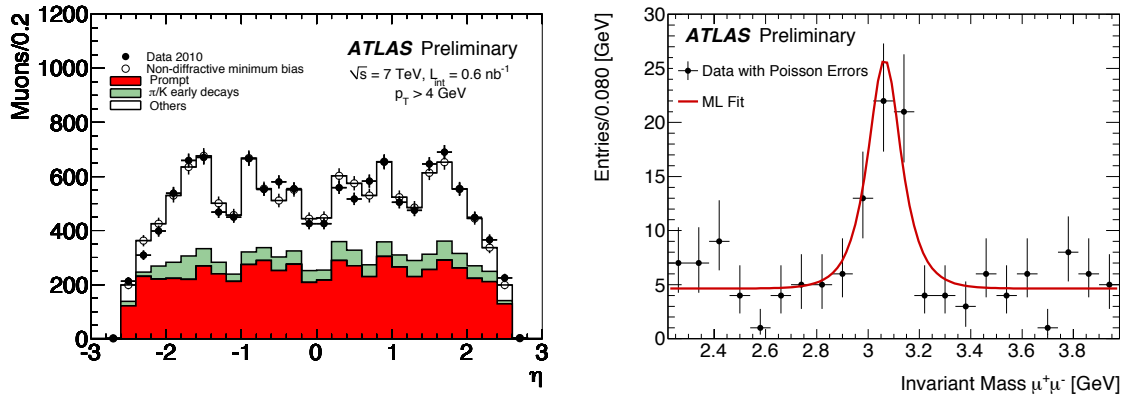 Muons/0.2
1200
1000
800
600
400
200
0
ATLAS Preliminary
√s = 7 TeV, L_int = 0.6 nb⁻¹
p_T > 4 GeV
Data 2010
Non-diffractive minimum bias
Prompt
π/K early decays
Others
-3 -2 -1 0 1 2 3
η
Entries/0.080 [GeV]
30
25
20
15
10
5
0
ATLAS Preliminary
Data with Poisson Errors
ML Fit
2.4 2.6 2.8 3 3.2 3.4 3.6 3.8
Invariant Mass μ⁺μ⁻ [GeV]